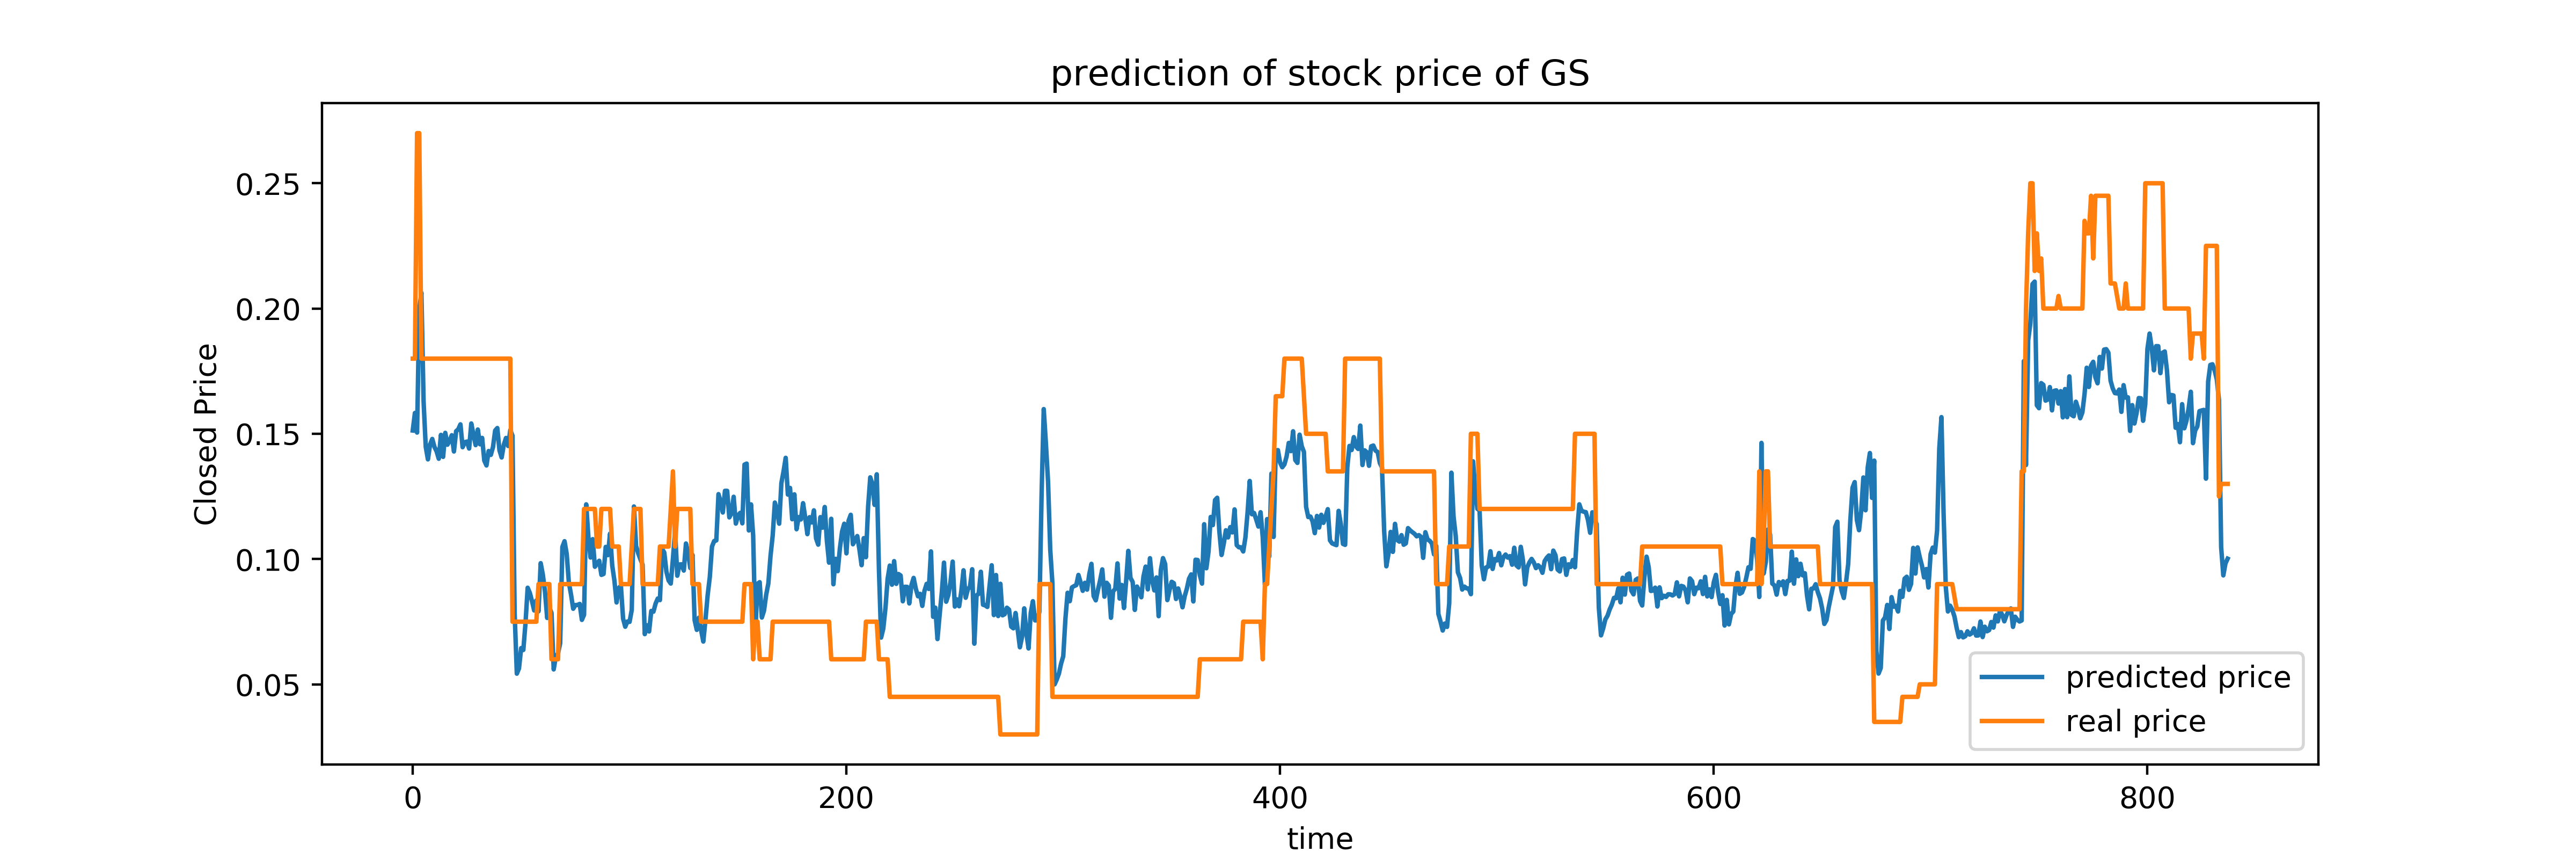 prediction of stock price of GS
Closed Price
0.25
0.20
0.15
0.10
0.05
0 200 400 600 800
time
predicted price
real price